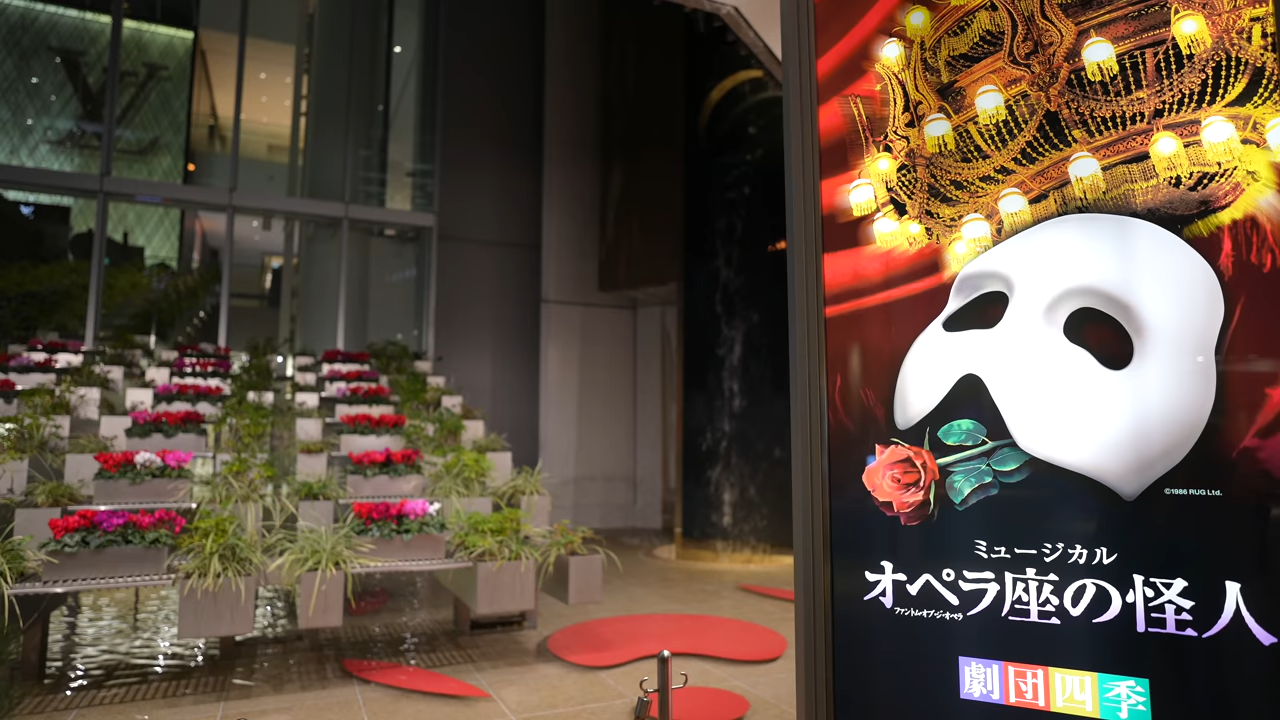 LV
©1986 RUG Ltd.
ミュージカル
オペラ座の怪人
ファントム・オブ・ジ・オペラ
劇団四季